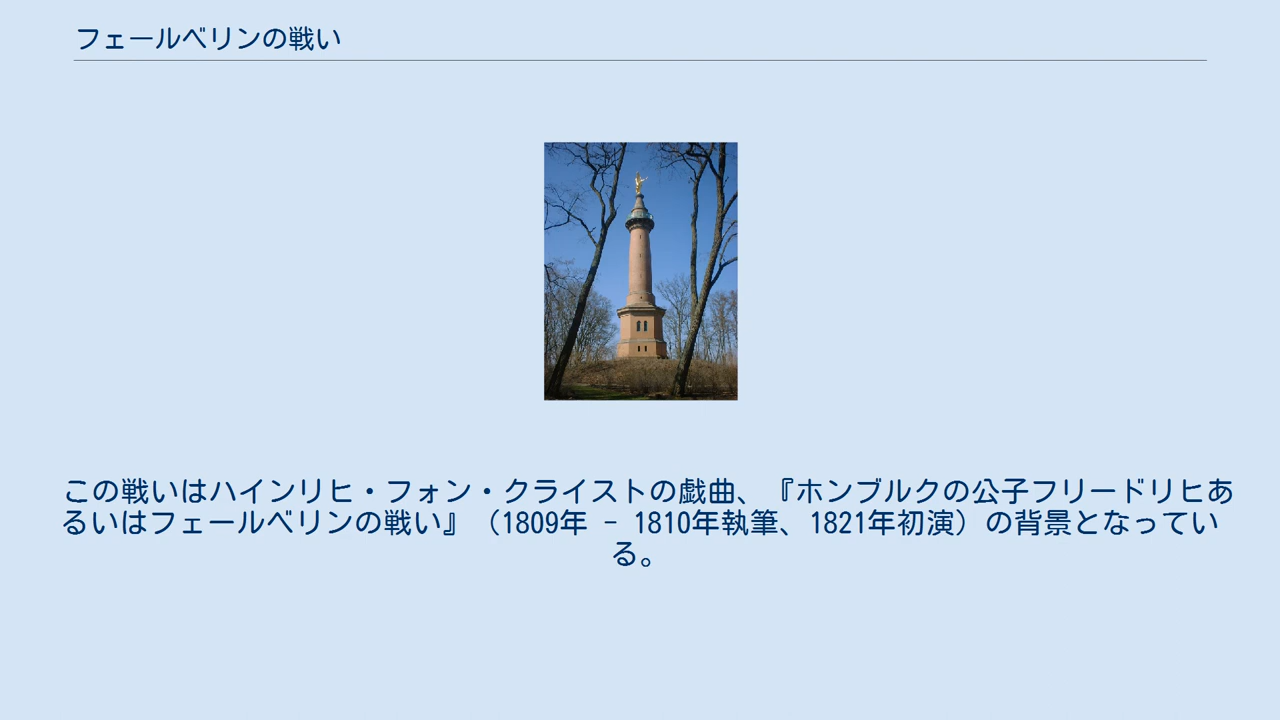 フェールベリンの戦い
この戦いはハインリヒ・フォン・クライストの戯曲、『ホンブルクの公子フリードリヒあ
るいはフェールベリンの戦い』（1809年 - 1810年執筆、1821年初演）の背景となってい
る。